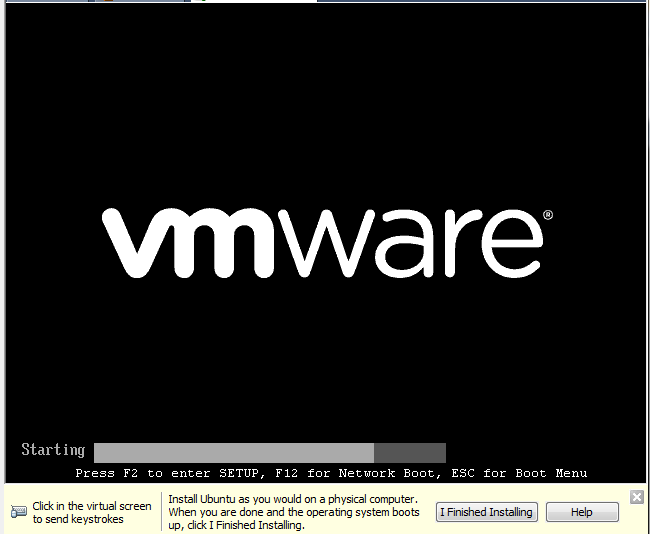 vmware®
Starting
Press F2 to enter SETUP, F12 for Network Boot, ESC for Boot Menu
Click in the virtual screen
to send keystrokes
Install Ubuntu as you would on a physical computer.
When you are done and the operating system boots
up, click I Finished Installing.
I Finished Installing
Help